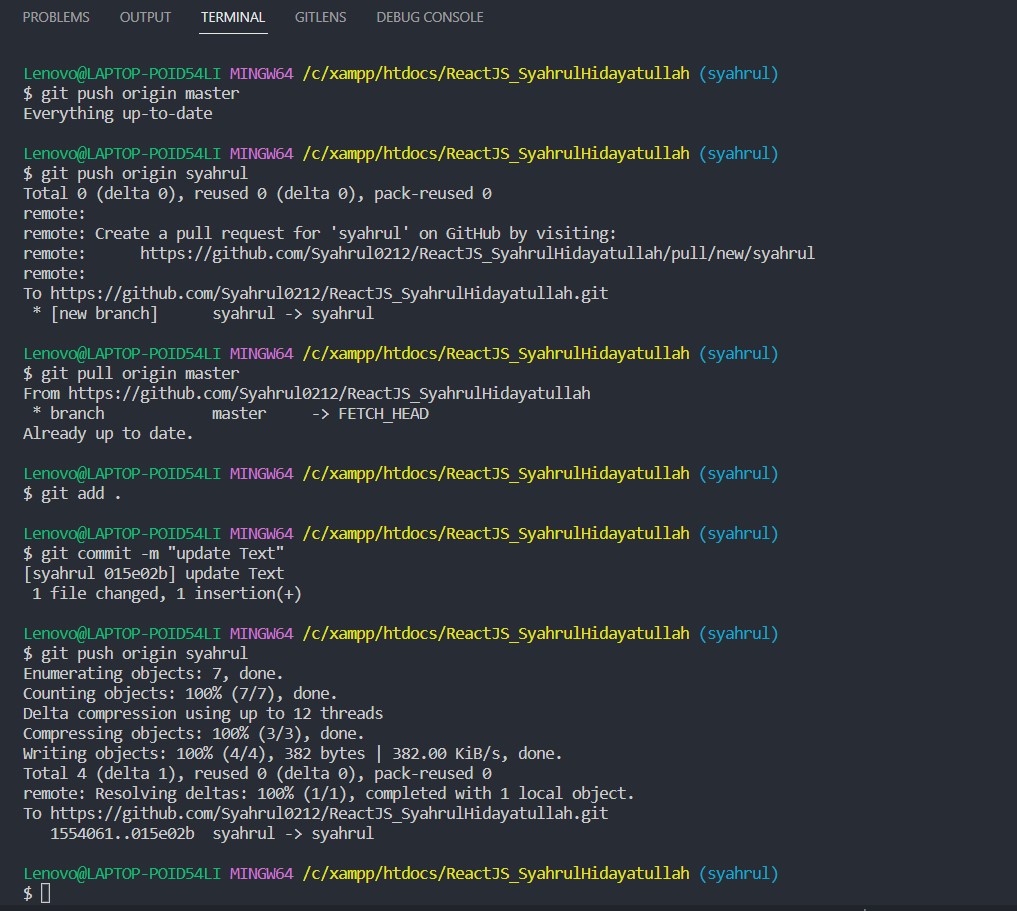 PROBLEMS OUTPUT TERMINAL GITLENS DEBUG CONSOLE
Lenovo@LAPTOP-POID54LI MINGW64 /c/xampp/htdocs/ReactJS_SyahrulHidayatullah (syahrul)
$ git push origin master
Everything up-to-date
Lenovo@LAPTOP-POID54LI MINGW64 /c/xampp/htdocs/ReactJS_SyahrulHidayatullah (syahrul)
$ git push origin syahrul
Total 0 (delta 0), reused 0 (delta 0), pack-reused 0
remote:
remote: Create a pull request for 'syahrul' on GitHub by visiting:
remote:      https://github.com/Syahrul0212/ReactJS_SyahrulHidayatullah/pull/new/syahrul
remote:
To https://github.com/Syahrul0212/ReactJS_SyahrulHidayatullah.git
 * [new branch]      syahrul -> syahrul
Lenovo@LAPTOP-POID54LI MINGW64 /c/xampp/htdocs/ReactJS_SyahrulHidayatullah (syahrul)
$ git pull origin master
From https://github.com/Syahrul0212/ReactJS_SyahrulHidayatullah
 * branch            master     -> FETCH_HEAD
Already up to date.
Lenovo@LAPTOP-POID54LI MINGW64 /c/xampp/htdocs/ReactJS_SyahrulHidayatullah (syahrul)
$ git add .
Lenovo@LAPTOP-POID54LI MINGW64 /c/xampp/htdocs/ReactJS_SyahrulHidayatullah (syahrul)
$ git commit -m "update Text"
[syahrul 015e02b] update Text
 1 file changed, 1 insertion(+)
Lenovo@LAPTOP-POID54LI MINGW64 /c/xampp/htdocs/ReactJS_SyahrulHidayatullah (syahrul)
$ git push origin syahrul
Enumerating objects: 7, done.
Counting objects: 100% (7/7), done.
Delta compression using up to 12 threads
Compressing objects: 100% (3/3), done.
Writing objects: 100% (4/4), 382 bytes | 382.00 KiB/s, done.
Total 4 (delta 1), reused 0 (delta 0), pack-reused 0
remote: Resolving deltas: 100% (1/1), completed with 1 local object.
To https://github.com/Syahrul0212/ReactJS_SyahrulHidayatullah.git
   1554061..015e02b  syahrul -> syahrul
Lenovo@LAPTOP-POID54LI MINGW64 /c/xampp/htdocs/ReactJS_SyahrulHidayatullah (syahrul)
$